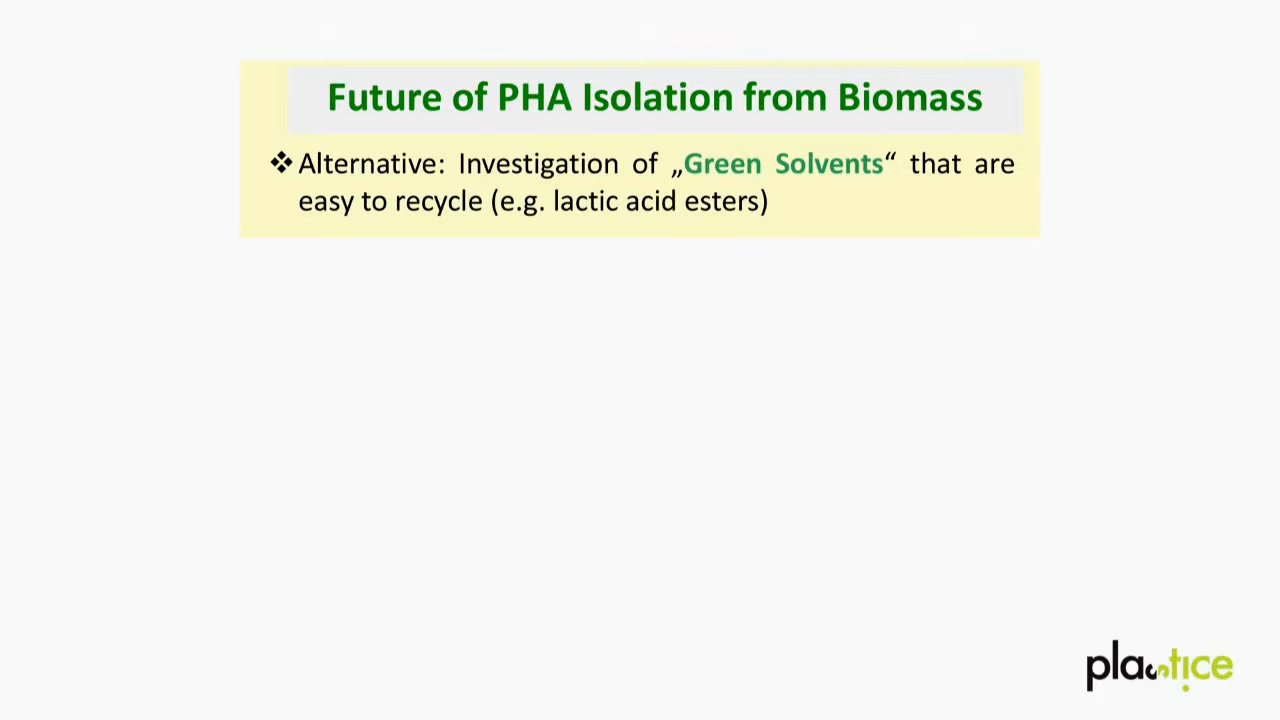 Future of PHA Isolation from Biomass
❖ Alternative: Investigation of „Green Solvents“ that are
easy to recycle (e.g. lactic acid esters)
plastice